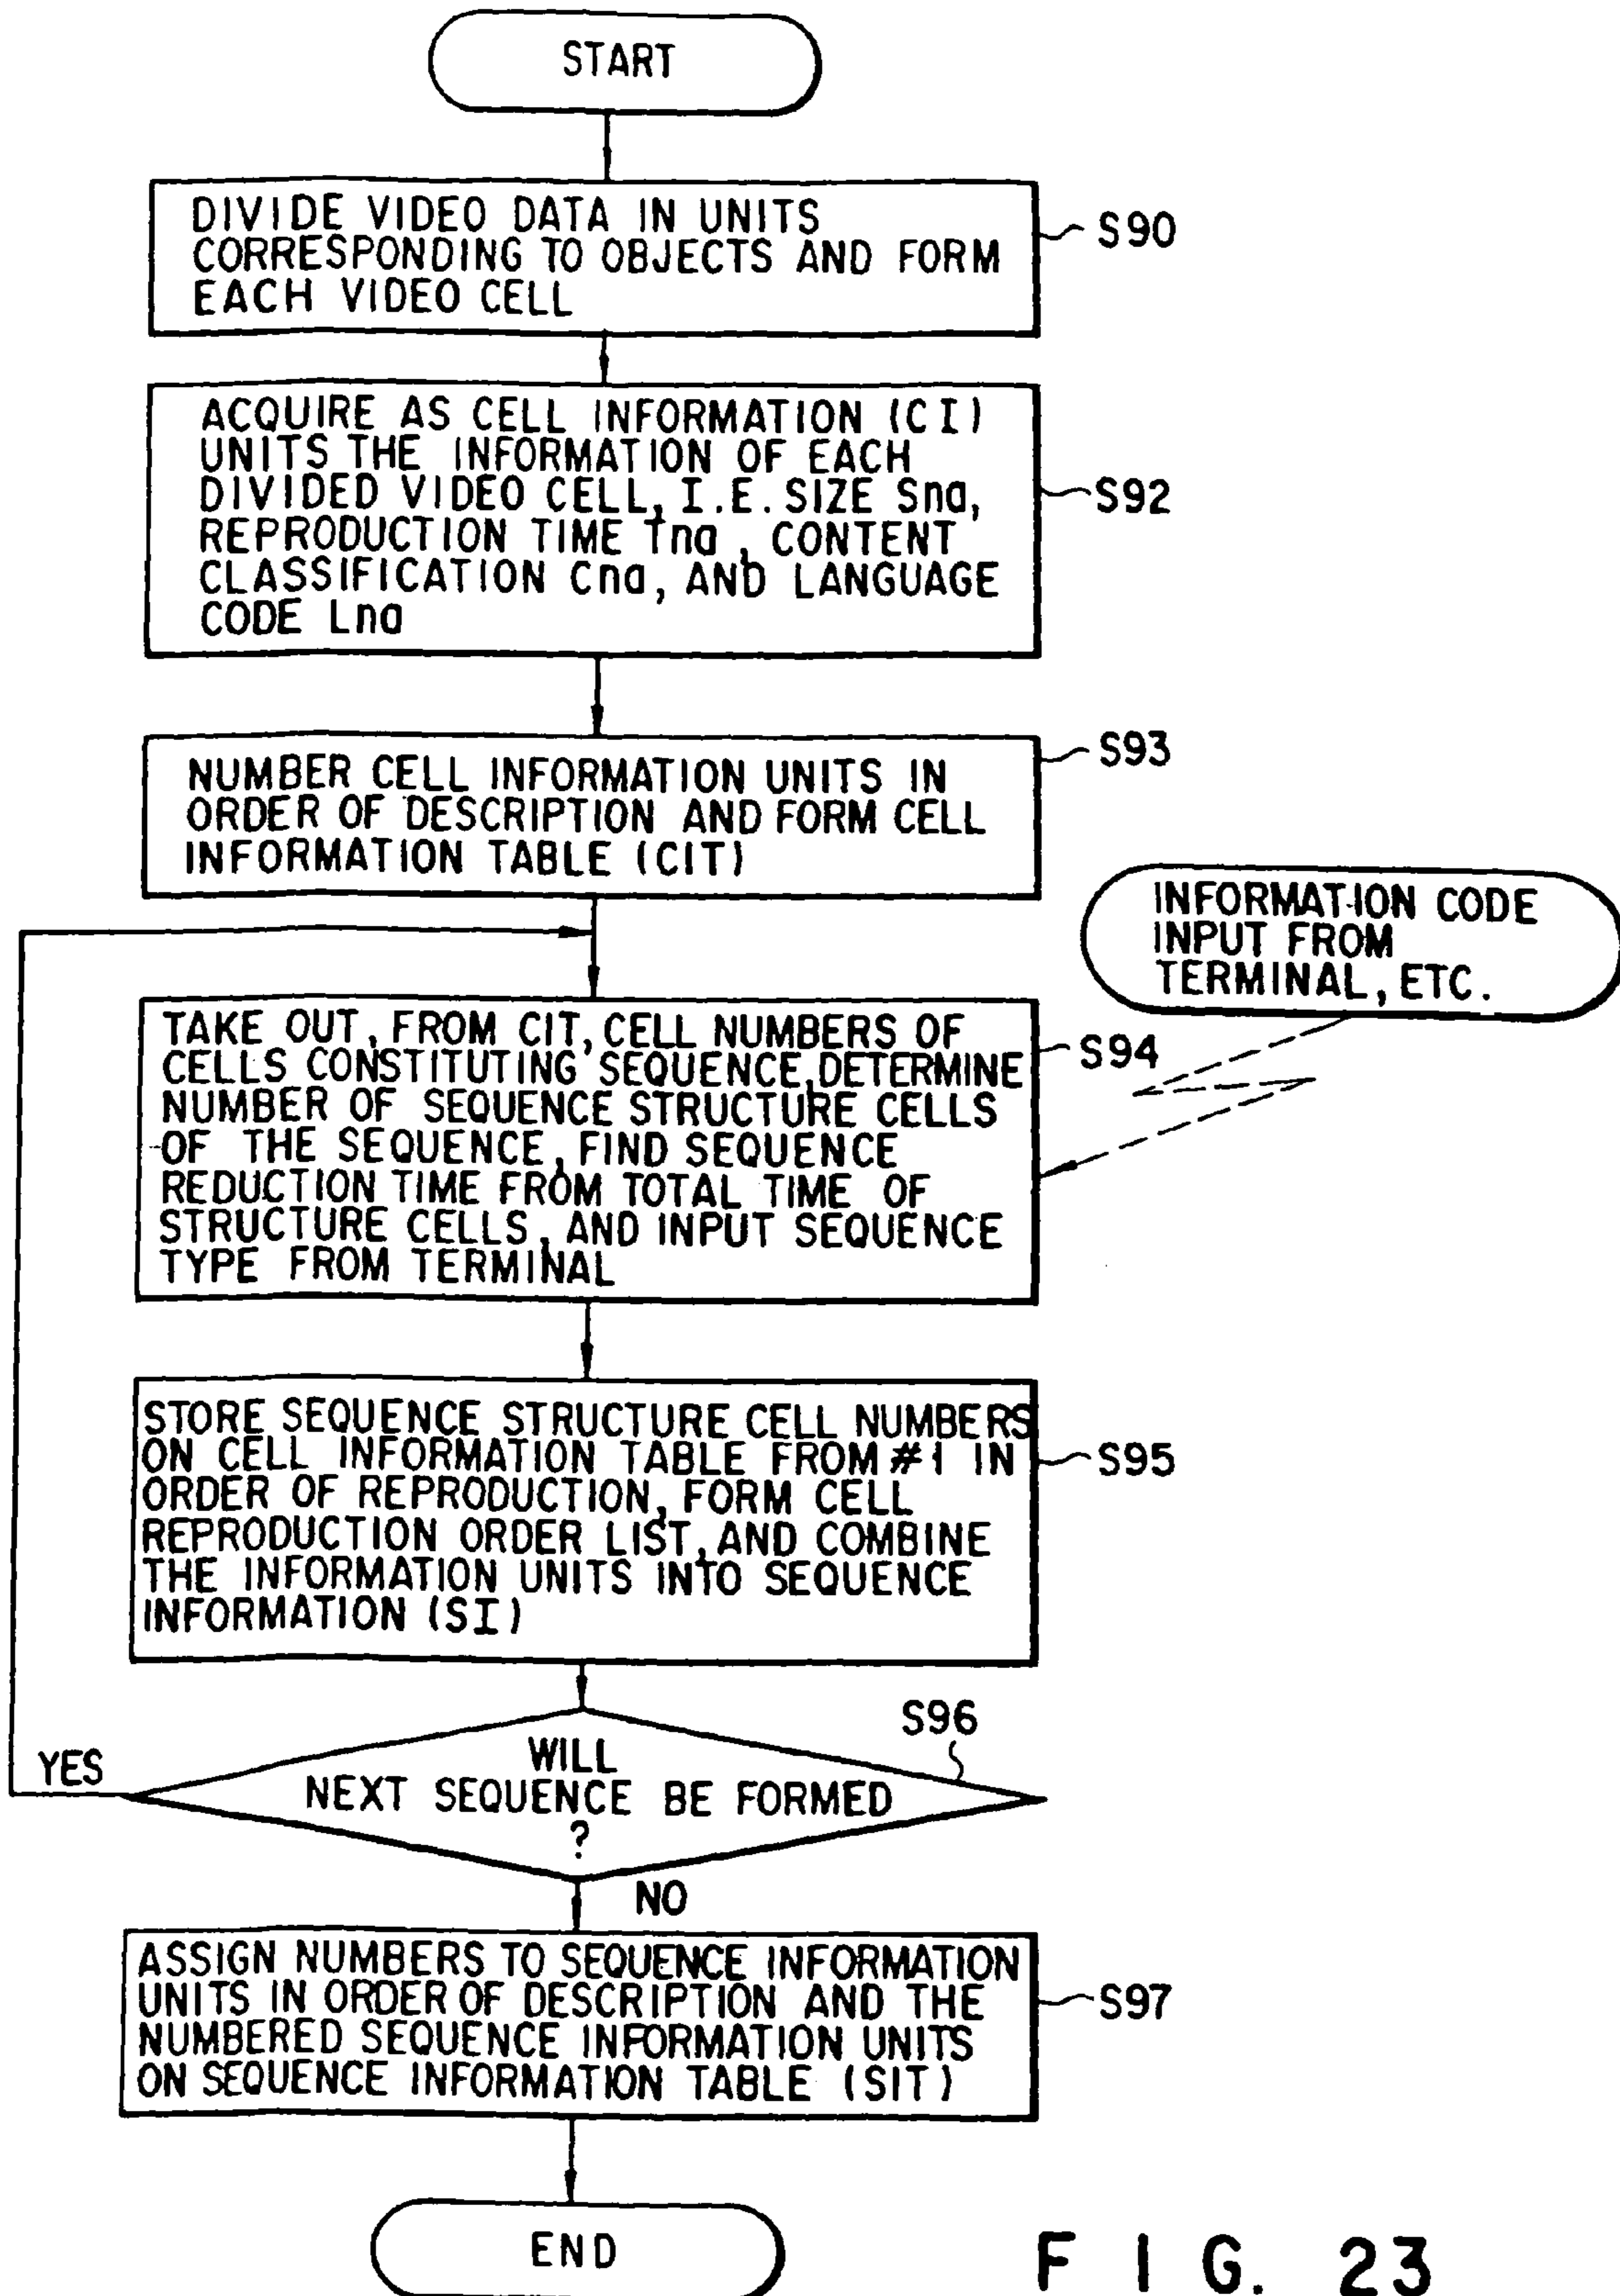 START
DIVIDE VIDEO DATA IN UNITS
CORRESPONDING TO OBJECTS AND FORM
EACH VIDEO CELL
S90
ACQUIRE AS CELL INFORMATION (CI)
UNITS THE INFORMATION OF EACH
DIVIDED VIDEO CELL, I.E. SIZE Sna,
REPRODUCTION TIME Tna, CONTENT
CLASSIFICATION Cna, AND LANGUAGE
CODE Lna
S92
NUMBER CELL INFORMATION UNITS IN
ORDER OF DESCRIPTION AND FORM CELL
INFORMATION TABLE (CIT)
S93
INFORMATION CODE
INPUT FROM
TERMINAL, ETC.
TAKE OUT, FROM CIT, CELL NUMBERS OF
CELLS CONSTITUTING SEQUENCE, DETERMINE
NUMBER OF SEQUENCE STRUCTURE CELLS
OF THE SEQUENCE, FIND SEQUENCE
REDUCTION TIME FROM TOTAL TIME OF
STRUCTURE CELLS, AND INPUT SEQUENCE
TYPE FROM TERMINAL
S94
STORE SEQUENCE STRUCTURE CELL NUMBERS
ON CELL INFORMATION TABLE FROM #1 IN
ORDER OF REPRODUCTION, FORM CELL
REPRODUCTION ORDER LIST, AND COMBINE
THE INFORMATION UNITS INTO SEQUENCE
INFORMATION (SI)
S95
S96
WILL
NEXT SEQUENCE BE FORMED
?
YES
NO
ASSIGN NUMBERS TO SEQUENCE INFORMATION
UNITS IN ORDER OF DESCRIPTION AND THE
NUMBERED SEQUENCE INFORMATION UNITS
ON SEQUENCE INFORMATION TABLE (SIT)
S97
END
FIG. 23